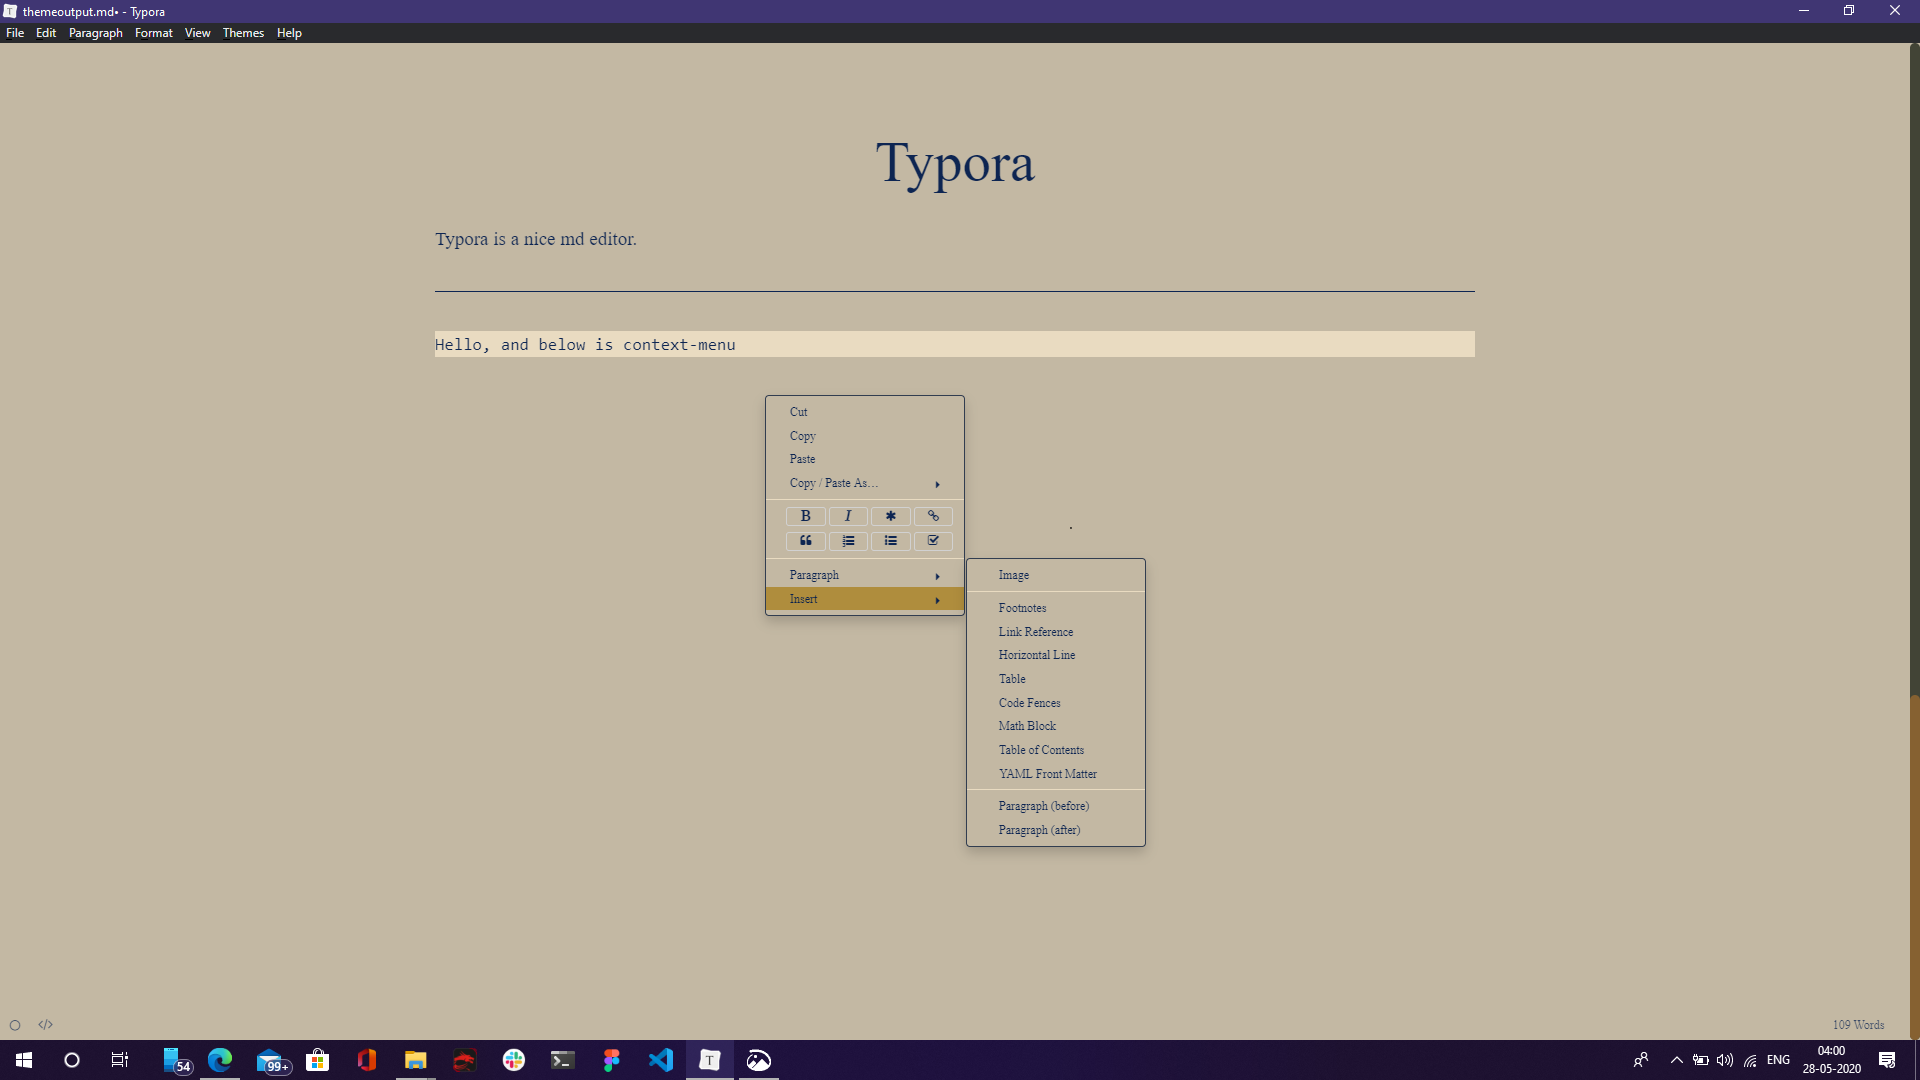 themeoutput.md• - Typora
File Edit Paragraph Format View Themes Help
Typora
Typora is a nice md editor.
Hello, and below is context-menu
Cut
Copy
Paste
Copy / Paste As...
B I
Paragraph
Insert
Image
Footnotes
Link Reference
Horizontal Line
Table
Code Fences
Math Block
Table of Contents
YAML Front Matter
Paragraph (before)
Paragraph (after)
</> 109 Words
54 99+ T ENG 04:00
28-05-2020